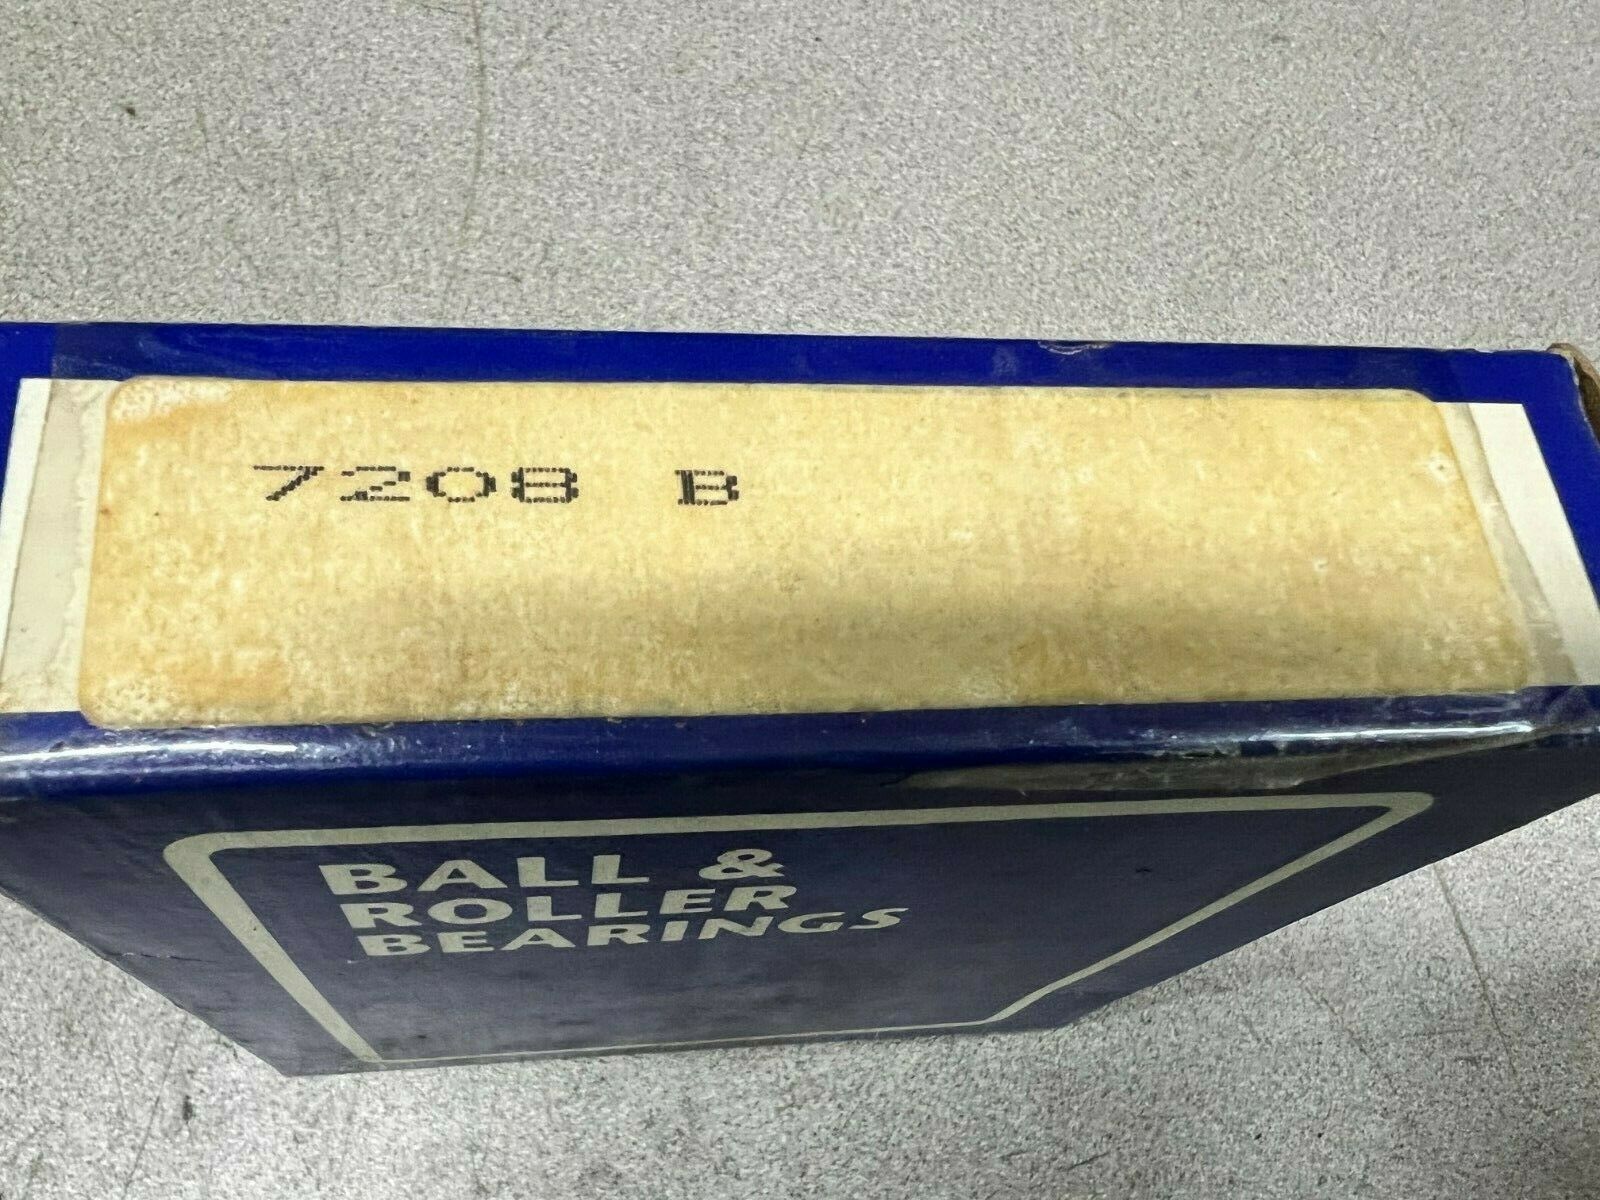 7208 B
BALL &
ROLLER
BEARINGS